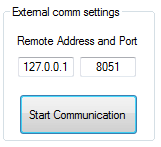 External comm settings
Remote Address and Port
127.0.0.1 8051
Start Communication